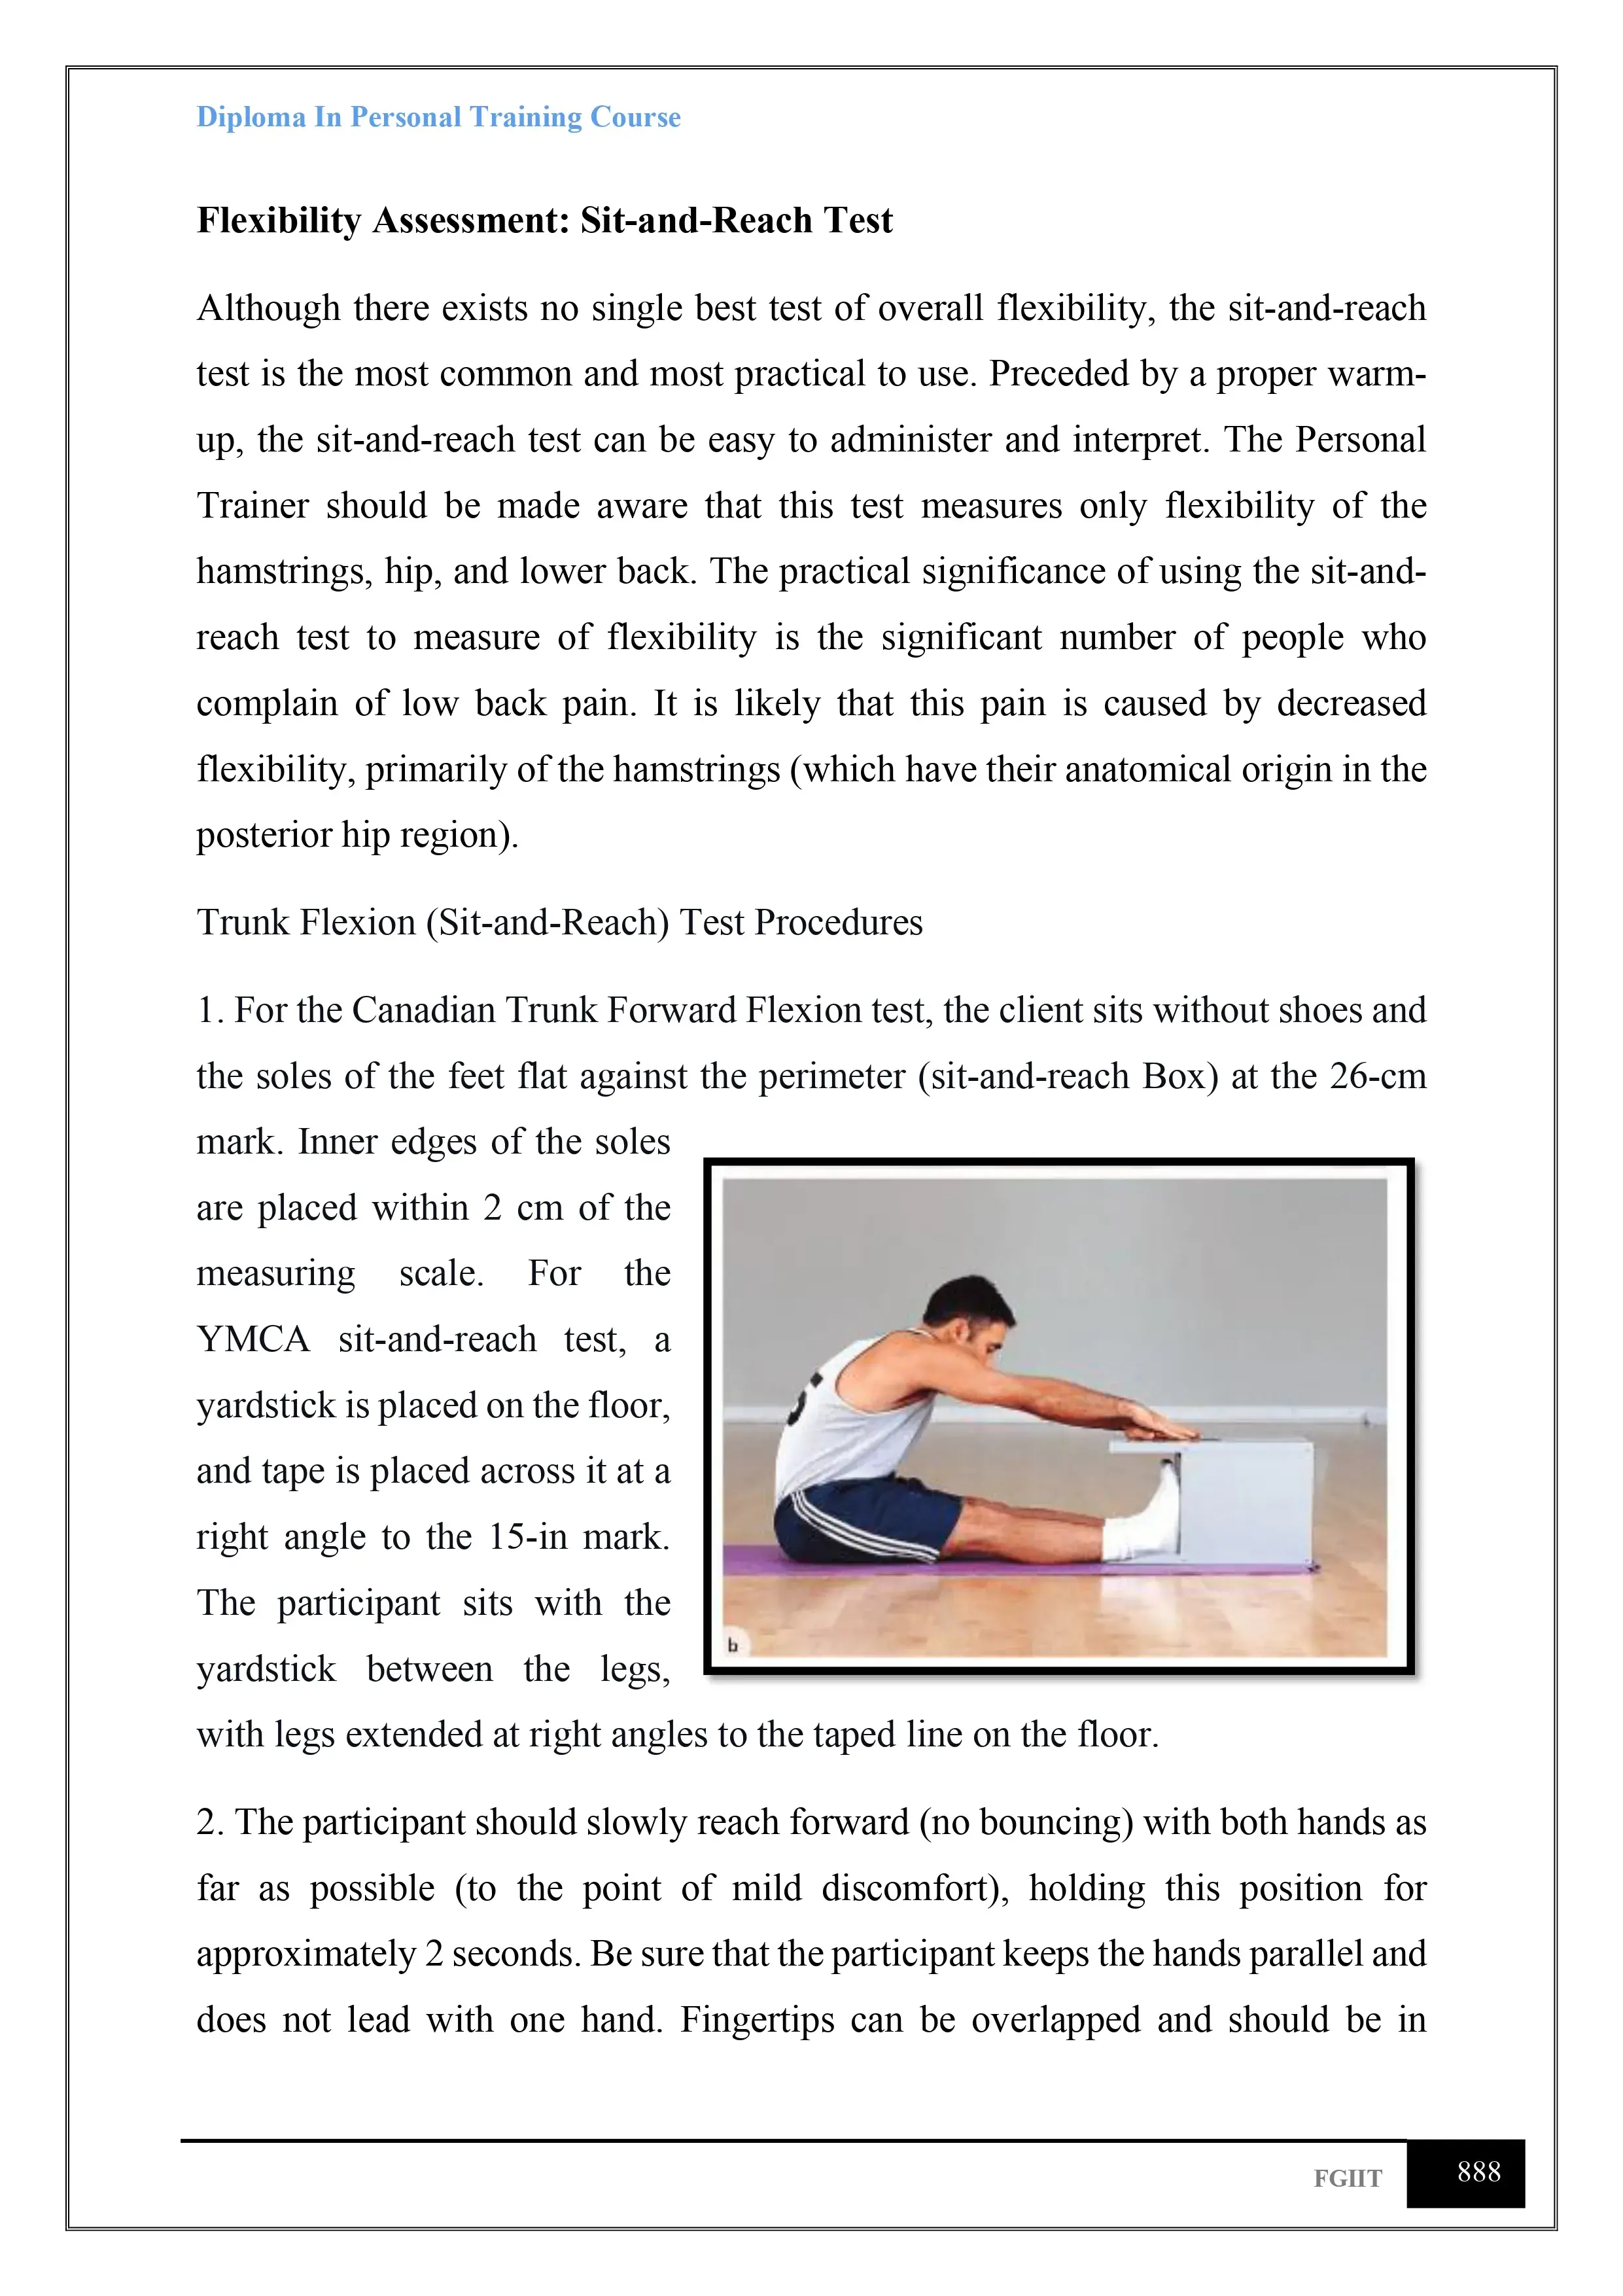 Diploma In Personal Training Course
Flexibility Assessment: Sit-and-Reach Test
Although there exists no single best test of overall flexibility, the sit-and-reach
test is the most common and most practical to use. Preceded by a proper warm-
up, the sit-and-reach test can be easy to administer and interpret. The Personal
Trainer should be made aware that this test measures only flexibility of the
hamstrings, hip, and lower back. The practical significance of using the sit-and-
reach test to measure of flexibility is the significant number of people who
complain of low back pain. It is likely that this pain is caused by decreased
flexibility, primarily of the hamstrings (which have their anatomical origin in the
posterior hip region).
Trunk Flexion (Sit-and-Reach) Test Procedures
1. For the Canadian Trunk Forward Flexion test, the client sits without shoes and
the soles of the feet flat against the perimeter (sit-and-reach Box) at the 26-cm
mark. Inner edges of the soles
are placed within 2 cm of the
measuring scale. For the
YMCA sit-and-reach test, a
yardstick is placed on the floor,
and tape is placed across it at a
right angle to the 15-in mark.
The participant sits with the
yardstick between the legs,
b
with legs extended at right angles to the taped line on the floor.
2. The participant should slowly reach forward (no bouncing) with both hands as
far as possible (to the point of mild discomfort), holding this position for
approximately 2 seconds. Be sure that the participant keeps the hands parallel and
does not lead with one hand. Fingertips can be overlapped and should be in
FGIIT
888